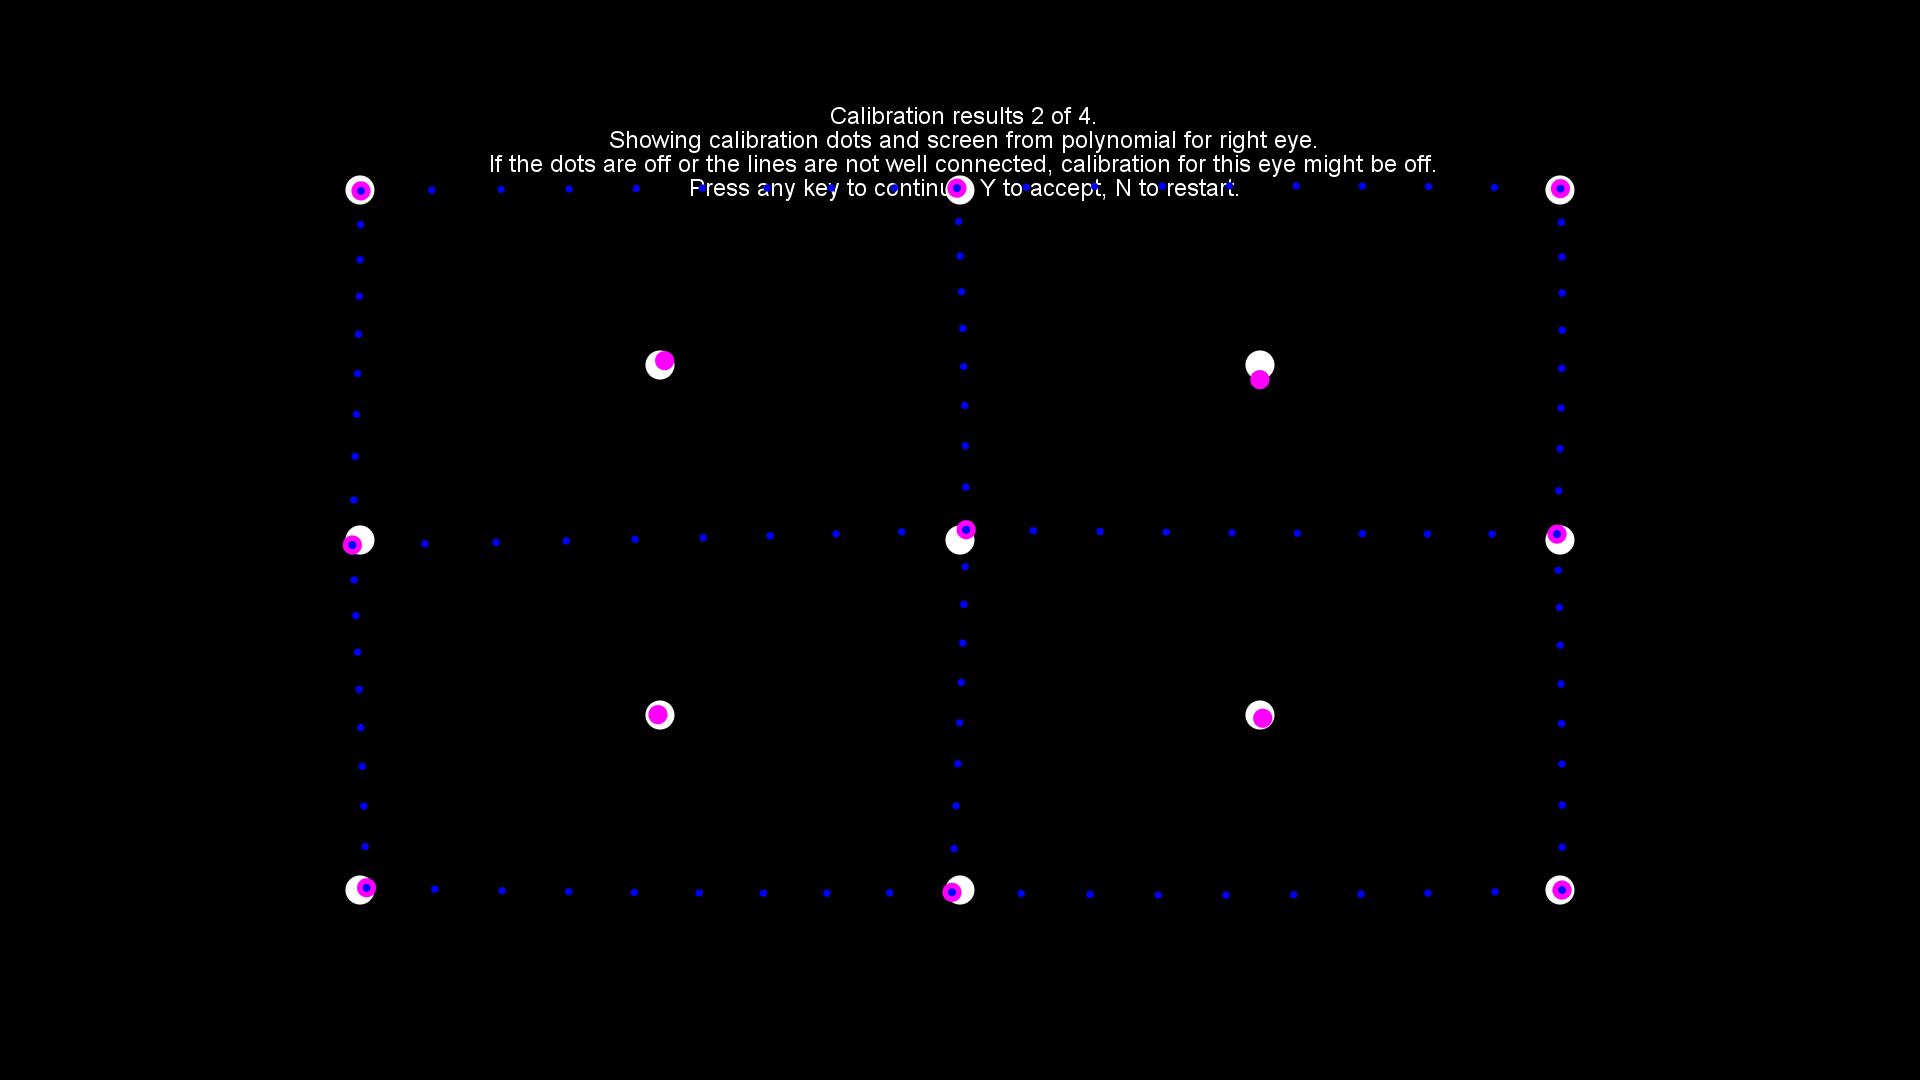 Calibration results 2 of 4.
Showing calibration dots and screen from polynomial for right eye.
If the dots are off or the lines are not well connected, calibration for this eye might be off.
Press any key to continue, Y to accept, N to restart.